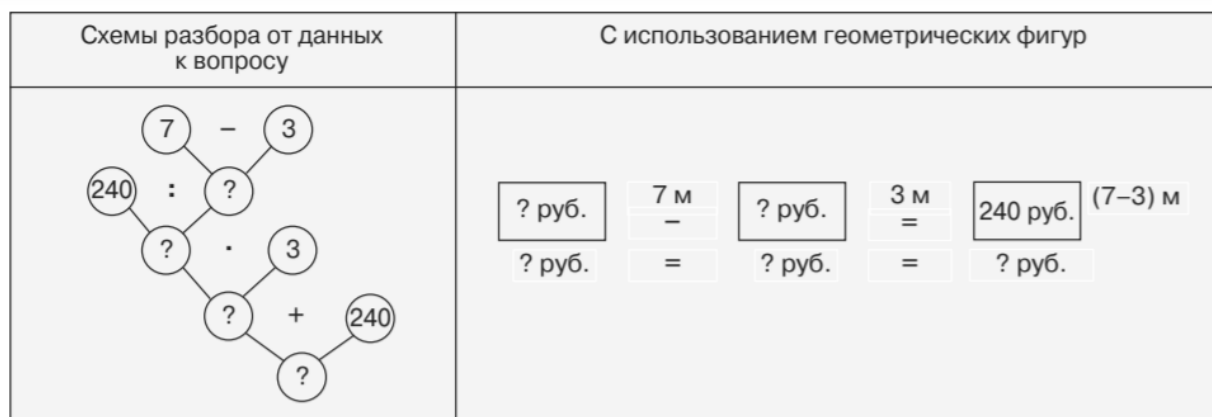 Схемы разбора от данных
к вопросу
С использованием геометрических фигур
7 – 3
240 : ?
? · 3
? + 240
?
? руб. 7 м – ? руб. 3 м = 240 руб. (7–3) м
? руб. = ? руб. = ? руб.